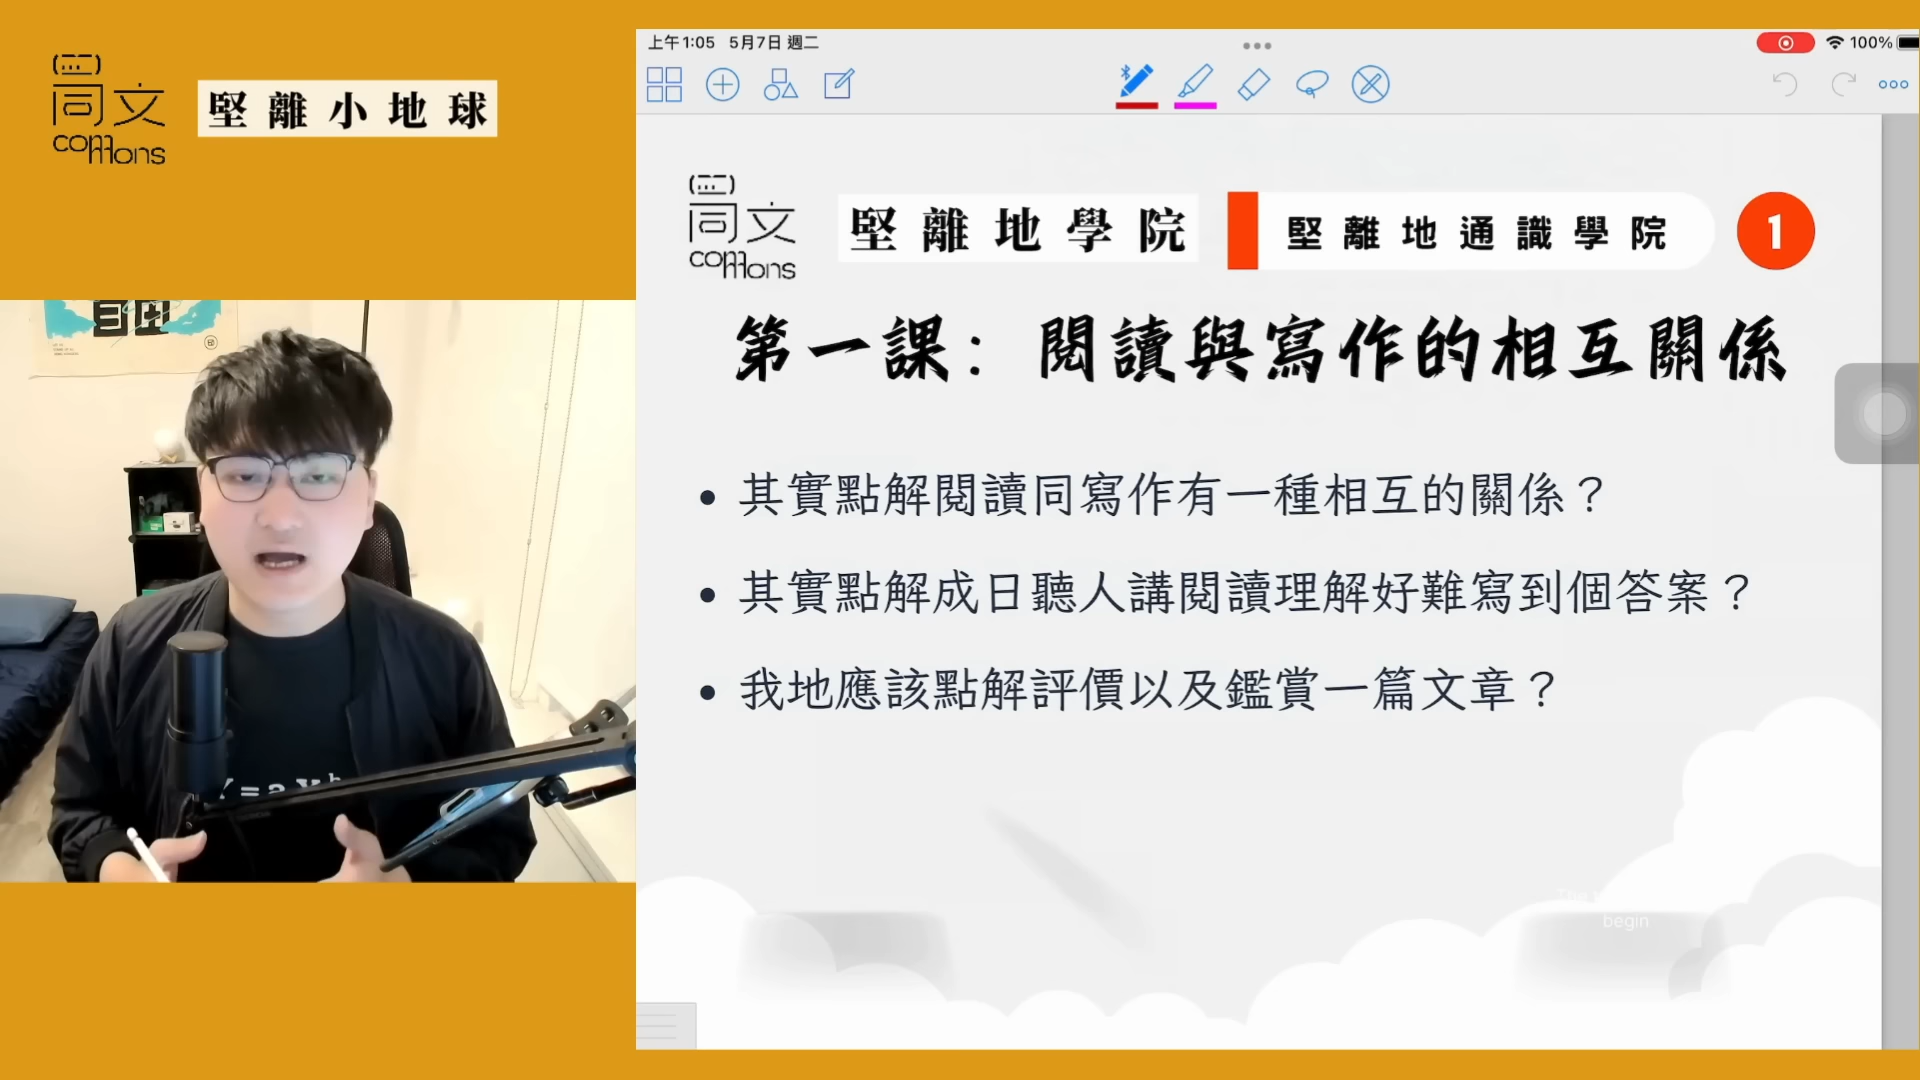 同文
commons
堅離小地球
自由
Y = a X b
上午1:05 5月7日 週二
100%
同文
commons
堅離地學院
堅離地通識學院
1
第一課：閱讀與寫作的相互關係
• 其實點解閱讀同寫作有一種相互的關係？
• 其實點解成日聽人講閱讀理解好難寫到個答案？
• 我地應該點解評價以及鑑賞一篇文章？
The
begin